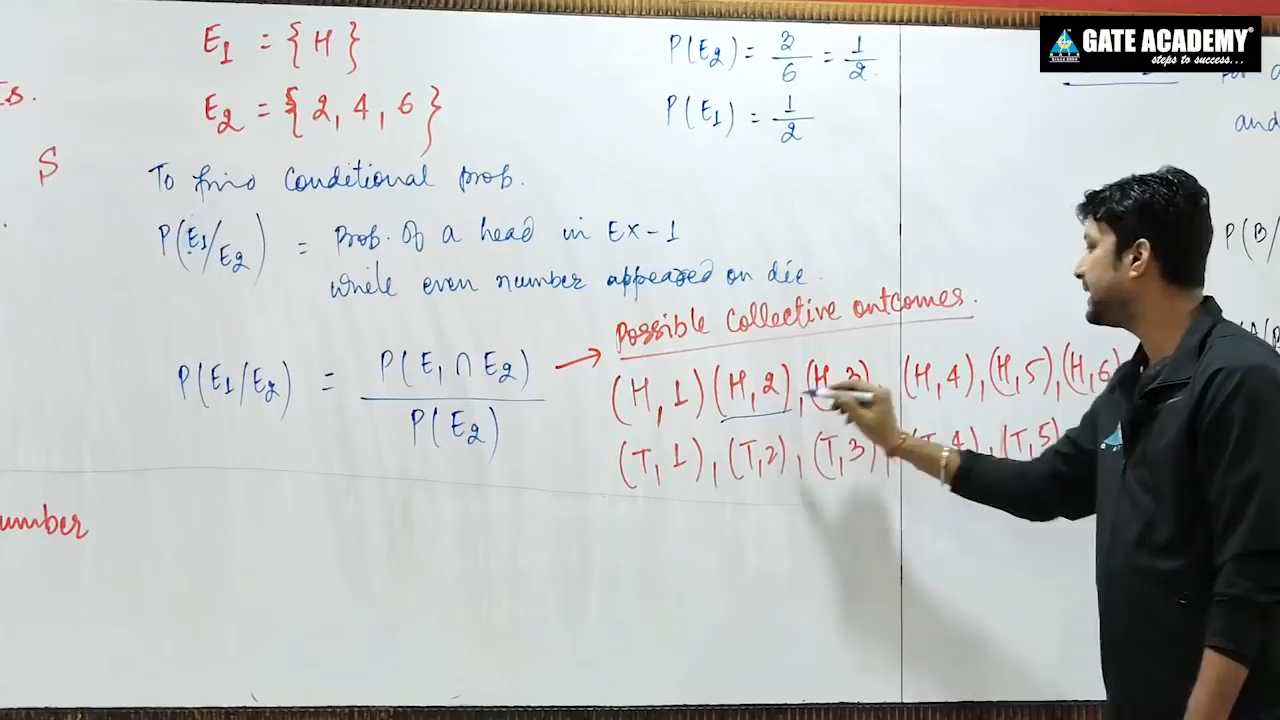 GATE ACADEMY®
steps to success...
E1 = { H }
P(E2) = 3/6 = 1/2
E2 = { 2, 4, 6 }
P(E1) = 1/2
and
S
To find conditional prob.
P(E1/E2) = Prob. Of a head in EX-1
while even number appeared on die.
P(B/
Possible collective outcomes.
P(E1/E2) = P(E1 ∩ E2) / P(E2) →
(H, 1) (H, 2), (H, 3), (H, 4), (H, 5), (H, 6)
(T, 1), (T, 2), (T, 3), (T, 4), (T, 5)
umber